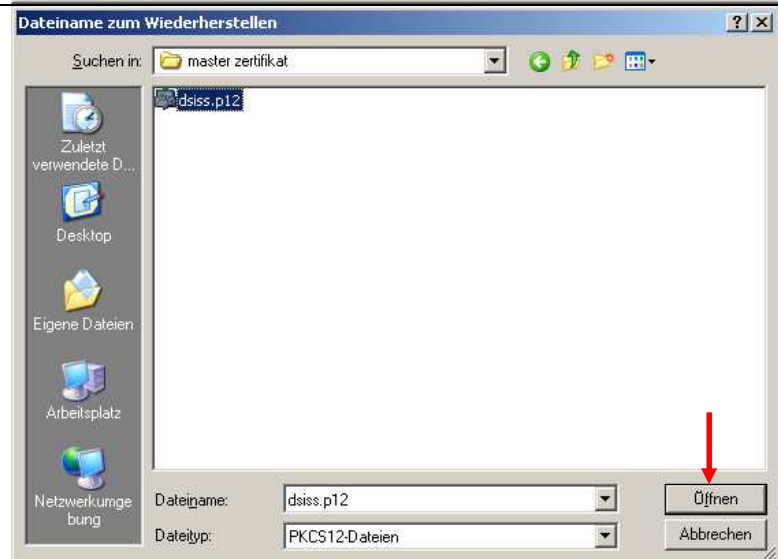 Dateiname zum Wiederherstellen
Suchen in: master zertifikat
dsiss.p12
Zuletzt
verwendete D...
Desktop
Eigene Dateien
Arbeitsplatz
Netzwerkumge
bung
Dateiname: dsiss.p12 Öffnen
Dateityp: PKCS12-Dateien Abbrechen